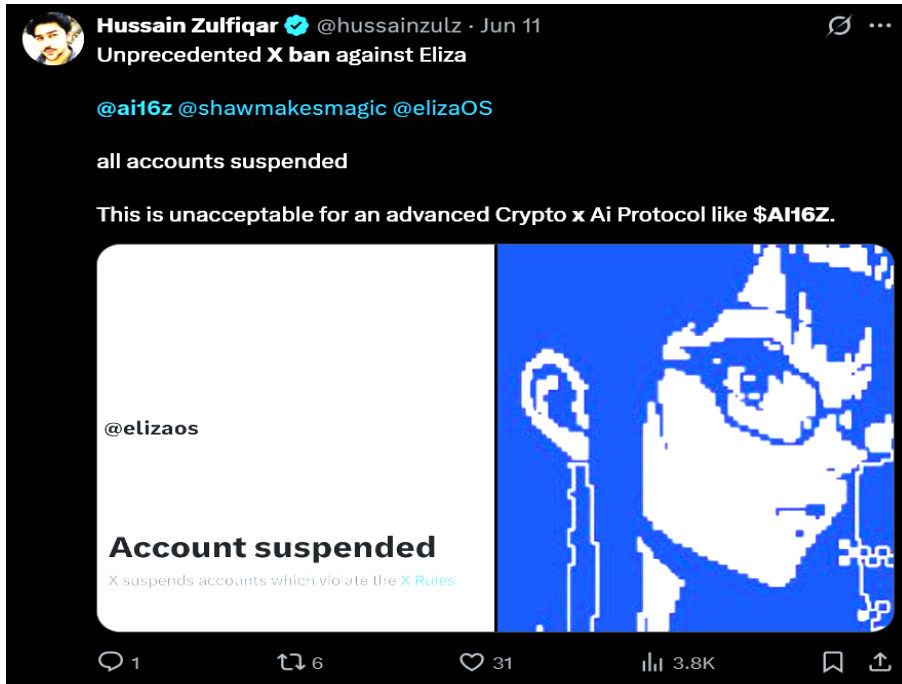 Hussain Zulfiqar @hussainzulz · Jun 11
Unprecedented X ban against Eliza
@ai16z @shawmakesmagic @elizaOS
all accounts suspended
This is unacceptable for an advanced Crypto x Ai Protocol like $AI16Z.
@elizaos
Account suspended
X suspends accounts which violate the X Rules
1 6 31 3.8K